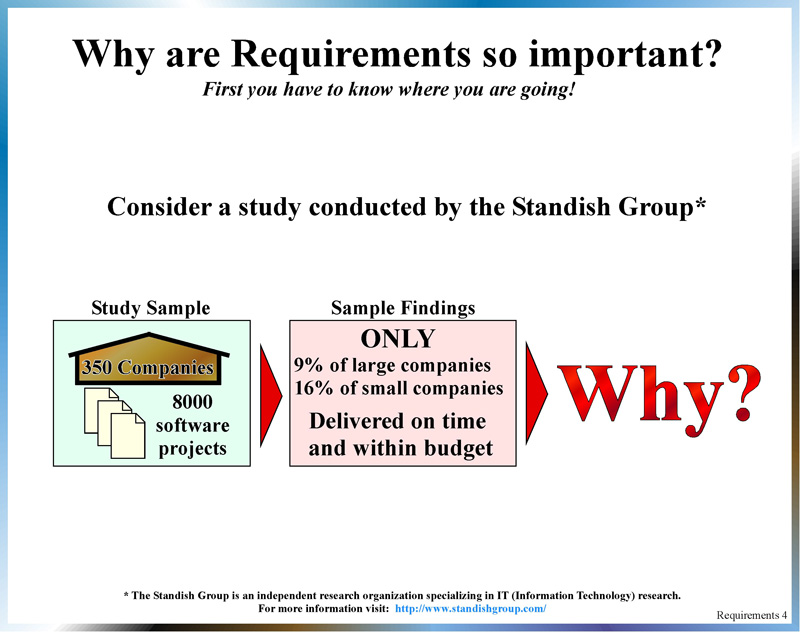 Why are Requirements so important?
First you have to know where you are going!
Consider a study conducted by the Standish Group*
Study Sample
350 Companies
8000
software
projects
Sample Findings
ONLY
9% of large companies
16% of small companies
Delivered on time
and within budget
Why?
* The Standish Group is an independent research organization specializing in IT (Information Technology) research.
For more information visit: http://www.standishgroup.com/
Requirements 4